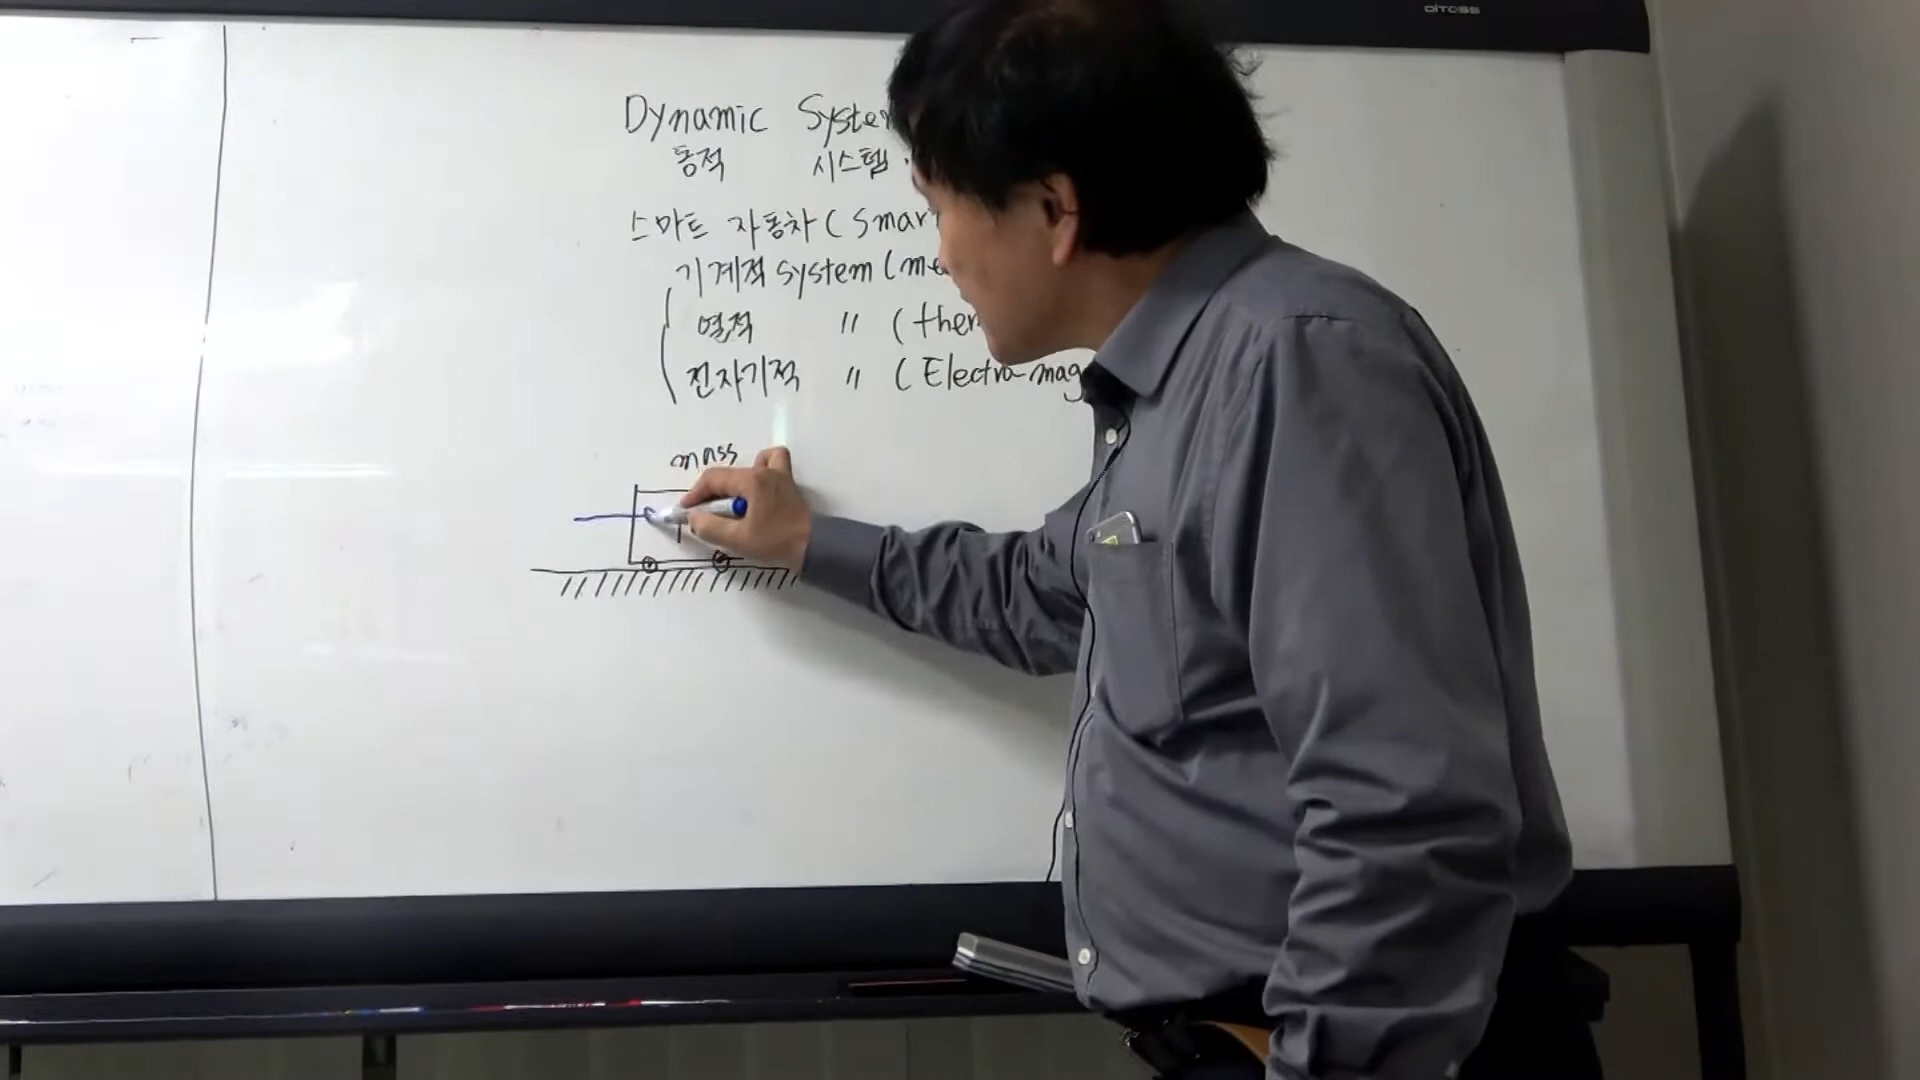 DITOSS
Dynamic System
동적 시스템
스마트 자동차 (Smart
기계적 System (me
열적 " (ther
전자기적 " (Electro-mag
mass